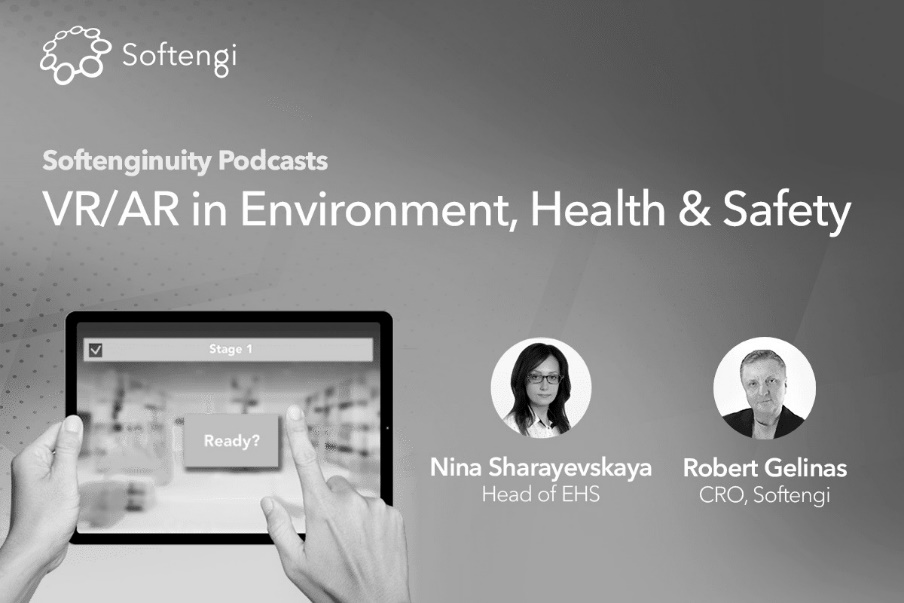 Softengi
Softenginuity Podcasts
VR/AR in Environment, Health & Safety
Stage 1
Ready?
Nina Sharayevskaya
Head of EHS
Robert Gelinas
CRO, Softengi